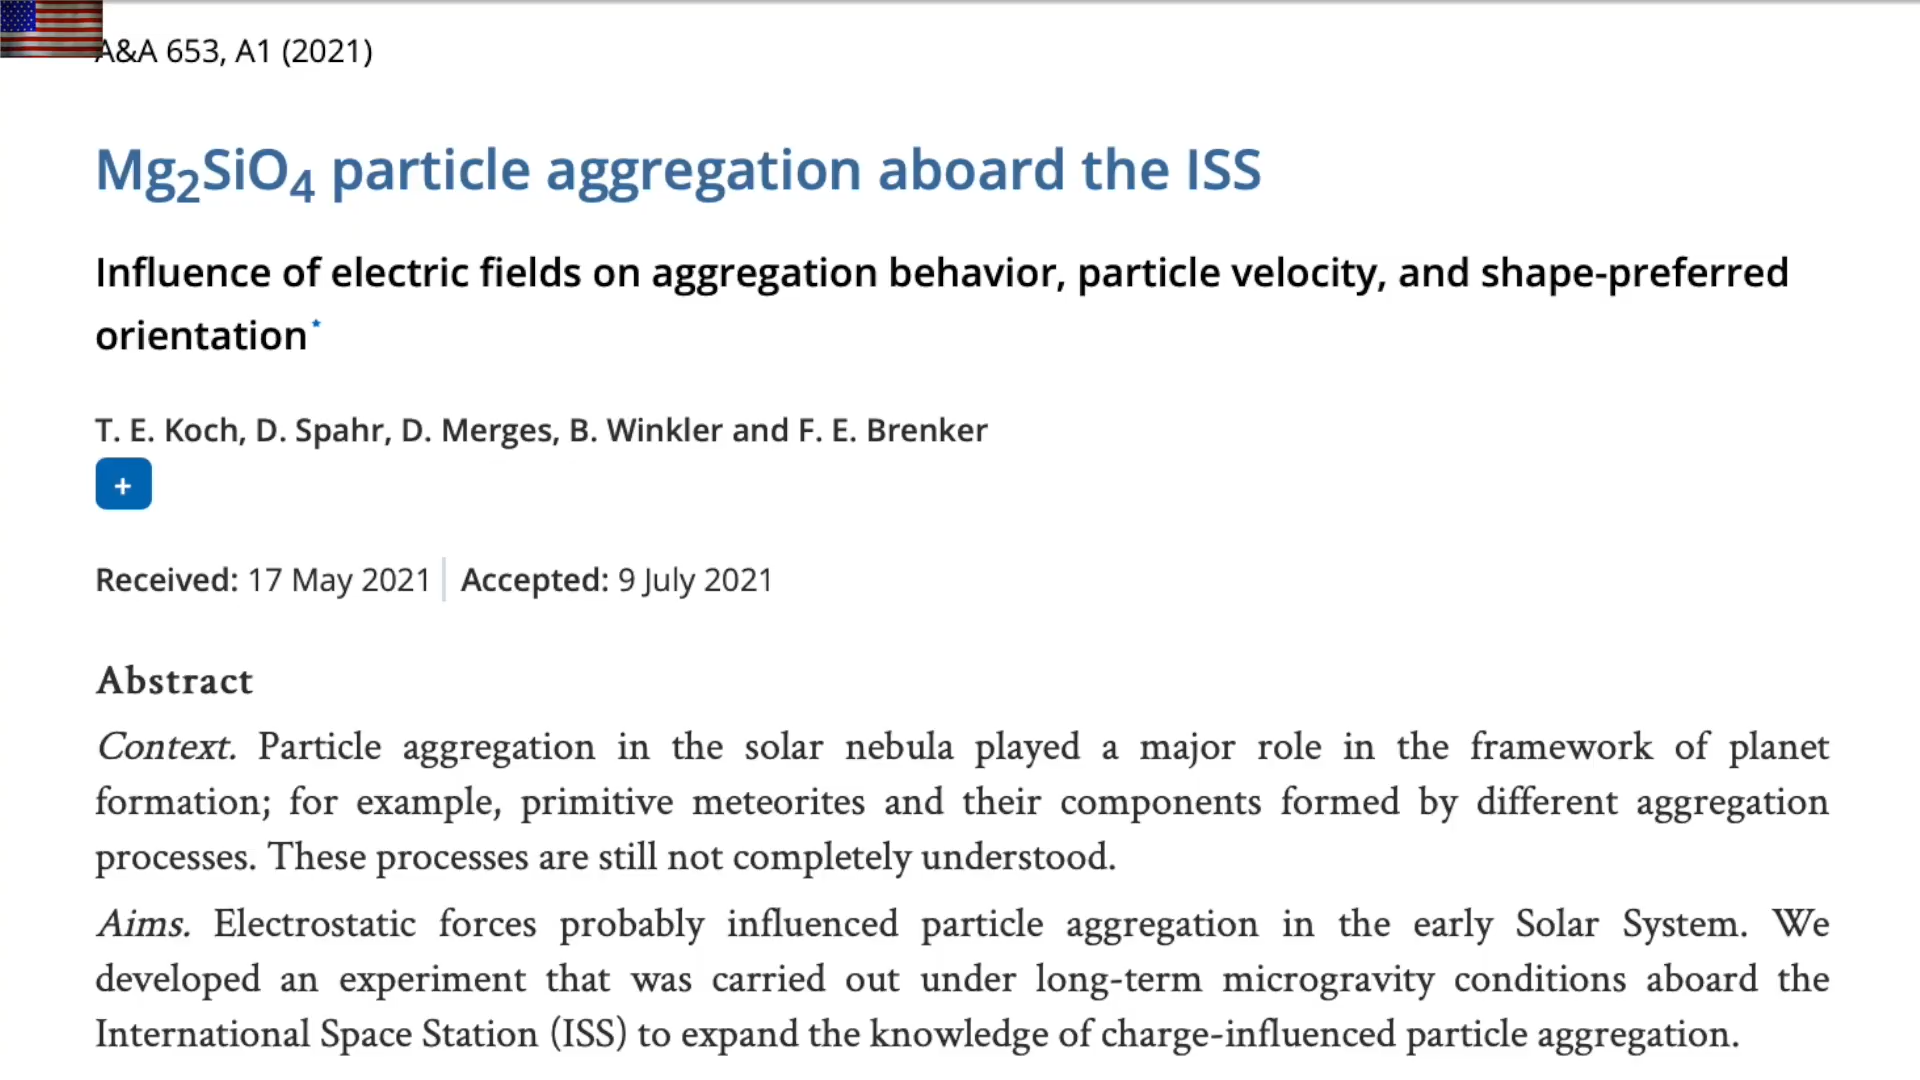 A&A 653, A1 (2021)
Mg₂SiO₄ particle aggregation aboard the ISS
Influence of electric fields on aggregation behavior, particle velocity, and shape-preferred
orientation*
T. E. Koch, D. Spahr, D. Merges, B. Winkler and F. E. Brenker
+
Received: 17 May 2021 | Accepted: 9 July 2021
Abstract
Context. Particle aggregation in the solar nebula played a major role in the framework of planet
formation; for example, primitive meteorites and their components formed by different aggregation
processes. These processes are still not completely understood.
Aims. Electrostatic forces probably influenced particle aggregation in the early Solar System. We
developed an experiment that was carried out under long-term microgravity conditions aboard the
International Space Station (ISS) to expand the knowledge of charge-influenced particle aggregation.